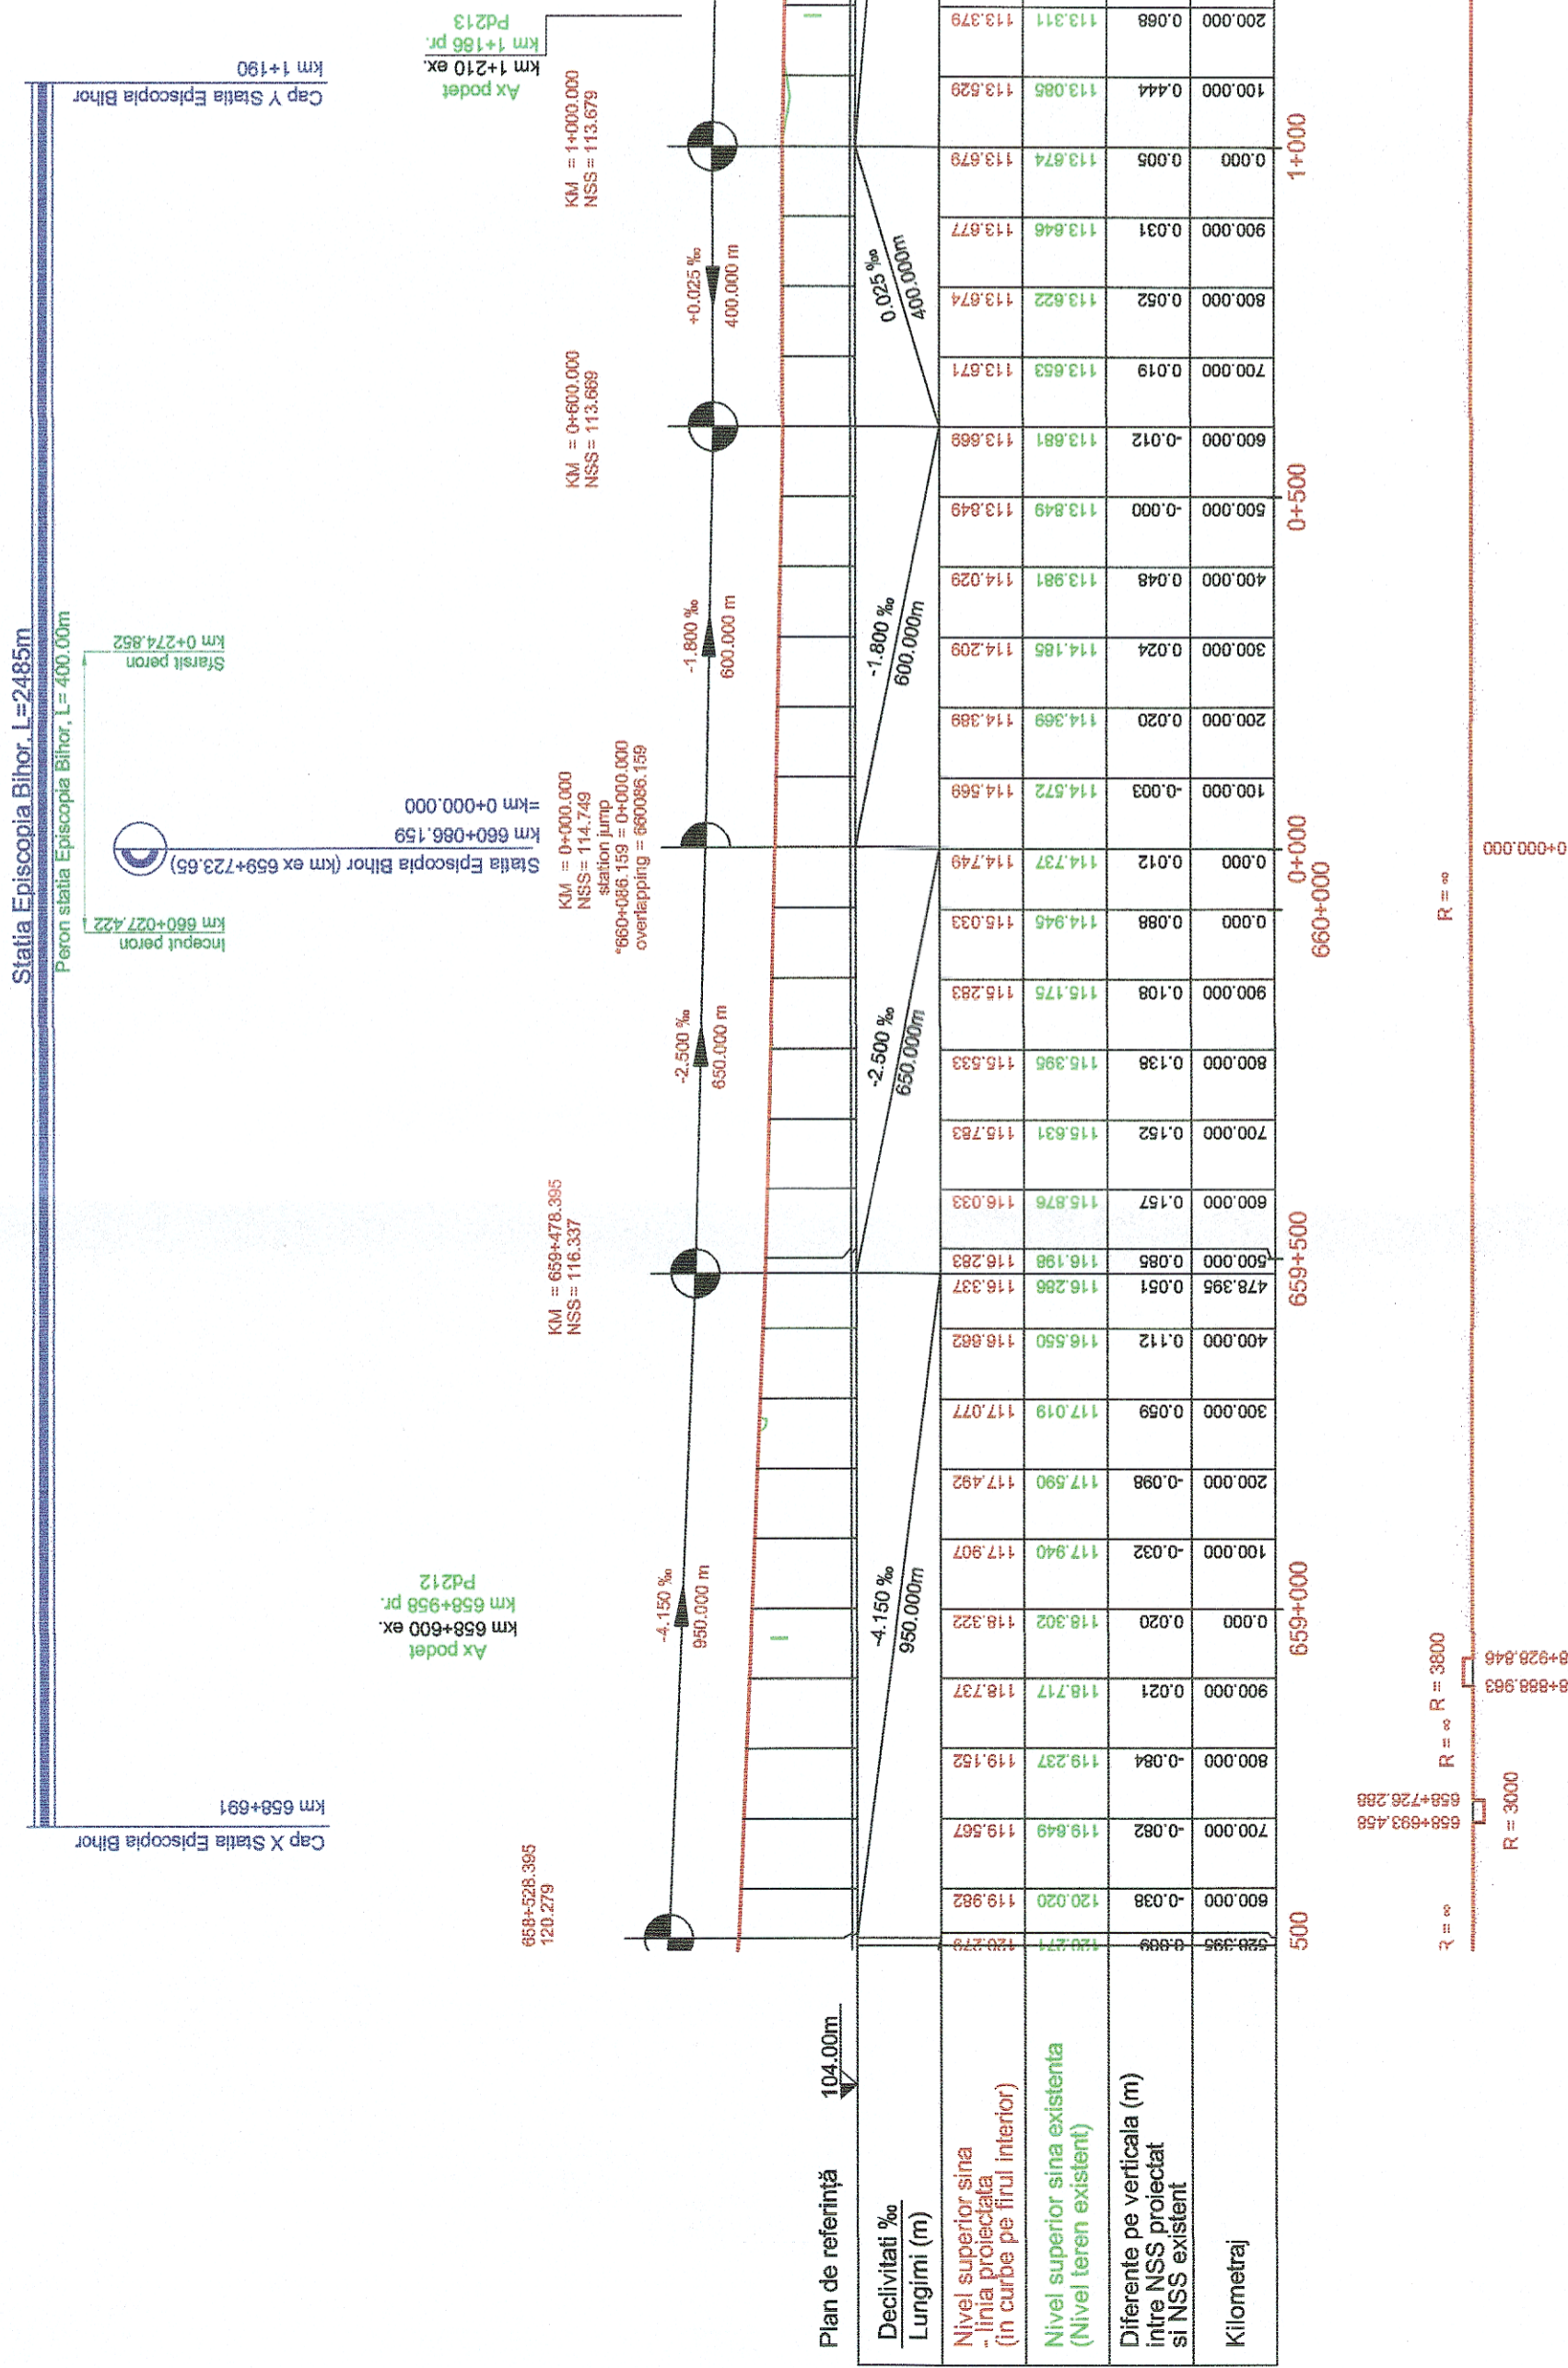 Statia Episcopia Bihor, L=2485m
Peron statia Episcopia Bihor, L= 400.00m
Cap X Statia Episcopia Bihor
km 658+691
Inceput peron
km 660+027.422
Sfarsit peron
km 0+274.852
Cap Y Statia Episcopia Bihor
km 1+190
Statia Episcopia Bihor (km ex 659+723.65)
km 660+086.159
=km 0+000.000
Ax podet
km 658+600 ex.
km 658+958 pr.
Pd212
Ax podet
km 1+210 ex.
km 1+186 pr.
Pd213
658+528.395
120.279
KM = 659+478.395
NSS= 116.337
KM = 0+000.000
NSS= 114.749
station jump
*660+086.159 = 0+000.000
overlapping = 660086.159
KM = 0+600.000
NSS= 113.669
KM = 1+000.000
NSS= 113.679
-4.150 ‰
950.000 m
-2.500 ‰
650.000 m
-1.800 ‰
600.000 m
+0.025 ‰
400.000 m
Plan de referință
104.00m
Declivitati ‰
Lungimi (m)
-4.150 ‰
950.000m
-2.500 ‰
650.000m
-1.800 ‰
600.000m
0.025 ‰
400.000m
Nivel superior sina
- linia proiectata
(in curbe pe firul interior)
120.279 119.982 119.567 119.152 118.737 118.322 117.907 117.492 117.077 116.662 116.337 116.283 116.033 115.783 115.533 115.283 115.033 114.749 114.569 114.389 114.209 114.029 113.849 113.669 113.671 113.674 113.677 113.679 113.529 113.379
Nivel superior sina existenta
(Nivel teren existent)
120.271 120.020 119.649 119.237 118.717 118.302 117.940 117.590 117.019 116.550 116.286 116.198 115.876 115.631 115.395 115.175 114.945 114.737 114.572 114.369 114.185 113.981 113.849 113.681 113.653 113.622 113.646 113.674 113.085 113.311
Diferente pe verticala (m)
intre NSS proiectat
si NSS existent
-0.038 -0.082 -0.084 0.021 0.020 -0.032 -0.098 0.059 0.112 0.051 0.085 0.157 0.152 0.138 0.108 0.088 0.012 -0.003 0.020 0.024 0.048 -0.000 -0.012 0.019 0.052 0.031 0.005 0.444 0.068
Kilometraj
528.395 600.000 700.000 800.000 900.000 0.000 100.000 200.000 300.000 400.000 478.395 500.000 600.000 700.000 800.000 900.000 0.000 0.000 100.000 200.000 300.000 400.000 500.000 600.000 700.000 800.000 900.000 0.000 100.000 200.000
500 659+000 659+500 660+000 0+000 0+500 1+000
R = ∞
658+693.458
658+726.288
R = 3000
R = ∞
R = 3800
8+888.963
8+928.846
R = ∞
0+000.000